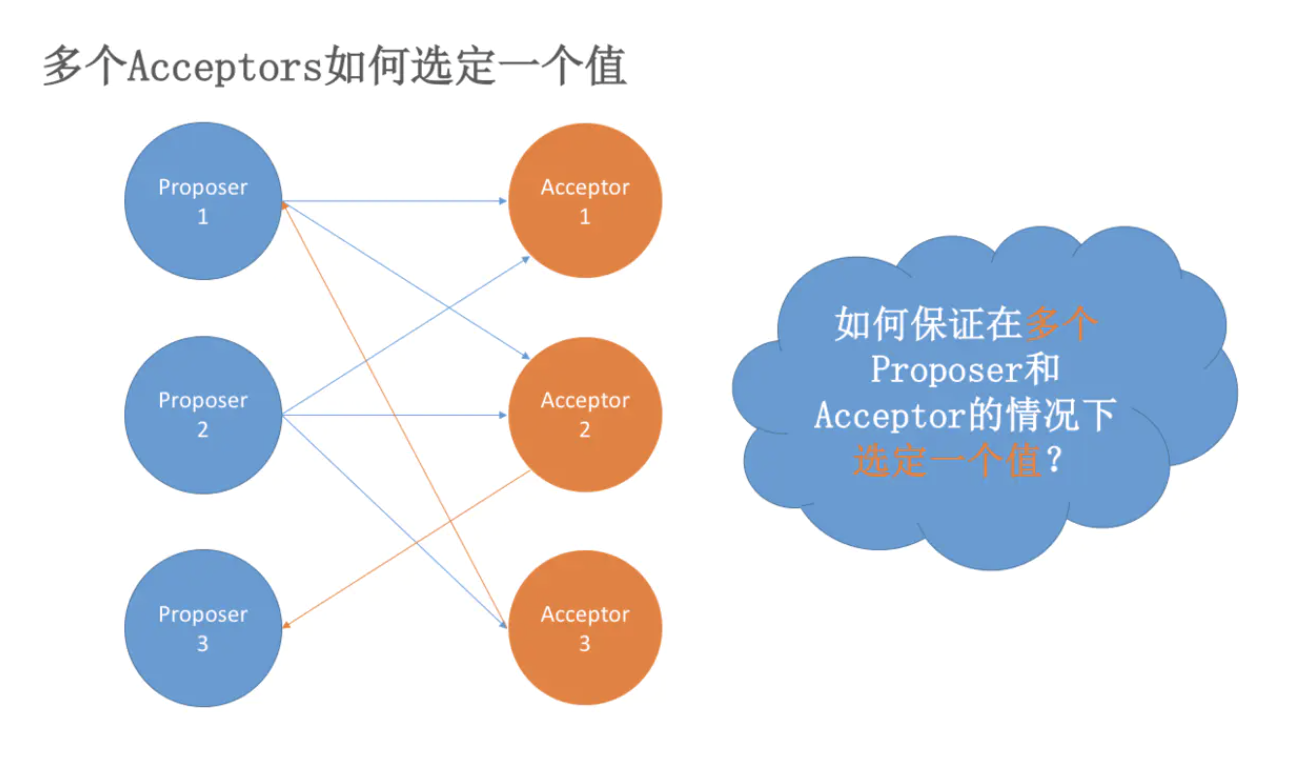 多个Acceptors如何选定一个值
Proposer
1
Acceptor
1
Proposer
2
Acceptor
2
Proposer
3
Acceptor
3
如何保证在多个
Proposer和
Acceptor的情况下
选定一个值？